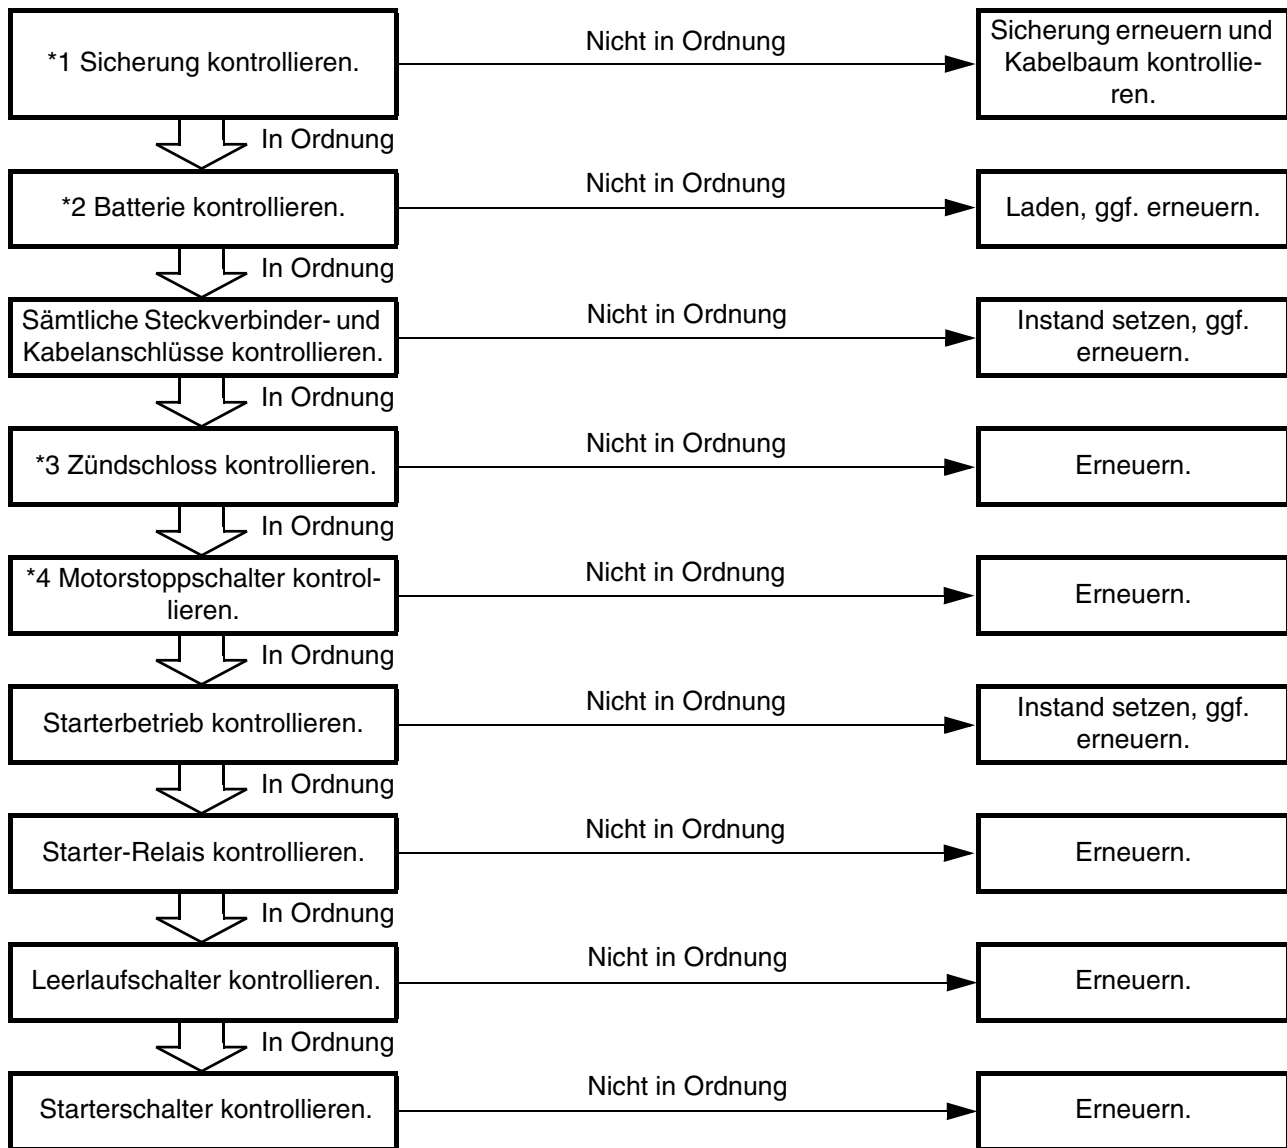 *1 Sicherung kontrollieren.
Nicht in Ordnung
Sicherung erneuern und
Kabelbaum kontrollie-
ren.
In Ordnung
*2 Batterie kontrollieren.
Nicht in Ordnung
Laden, ggf. erneuern.
In Ordnung
Sämtliche Steckverbinder- und
Kabelanschlüsse kontrollieren.
Nicht in Ordnung
Instand setzen, ggf.
erneuern.
In Ordnung
*3 Zündschloss kontrollieren.
Nicht in Ordnung
Erneuern.
In Ordnung
*4 Motorstoppschalter kontrol-
lieren.
Nicht in Ordnung
Erneuern.
In Ordnung
Starterbetrieb kontrollieren.
Nicht in Ordnung
Instand setzen, ggf.
erneuern.
In Ordnung
Starter-Relais kontrollieren.
Nicht in Ordnung
Erneuern.
In Ordnung
Leerlaufschalter kontrollieren.
Nicht in Ordnung
Erneuern.
In Ordnung
Starterschalter kontrollieren.
Nicht in Ordnung
Erneuern.